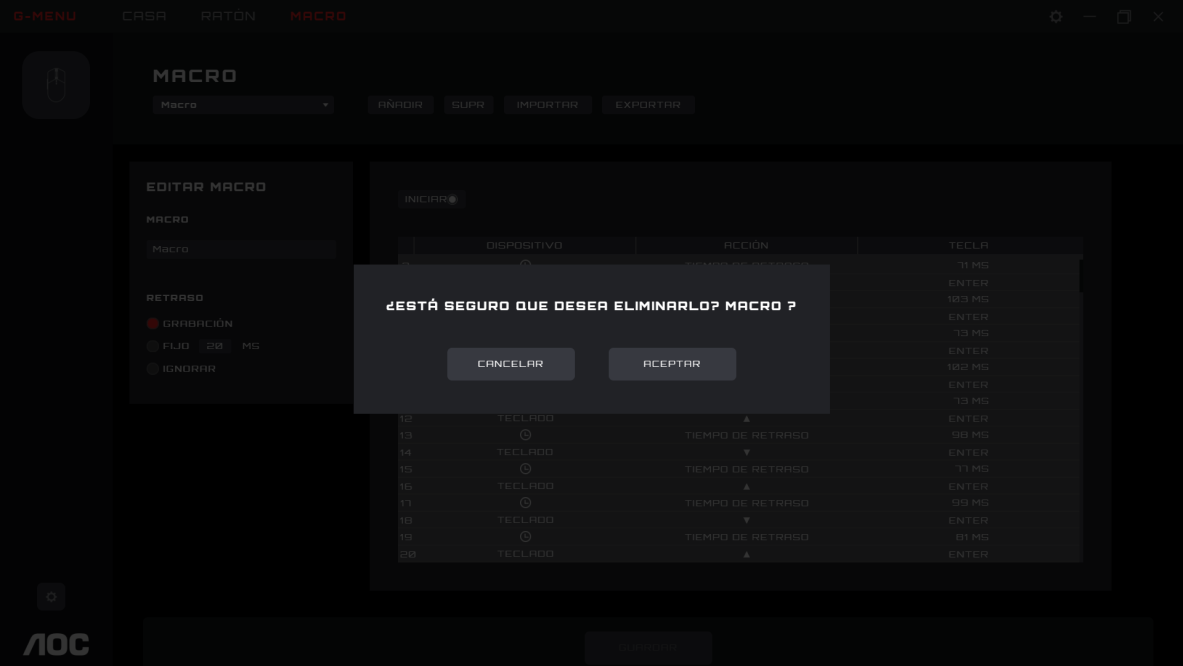 G-MENU CASA RATÓN MACRO
MACRO
Macro AÑADIR SUPR IMPORTAR EXPORTAR
EDITAR MACRO
MACRO
Macro
RETRASO
GRABACIÓN
FIJO 20 MS
IGNORAR
INICIAR
DISPOSITIVO ACCIÓN TECLA
71 MS
ENTER
103 MS
ENTER
73 MS
ENTER
102 MS
ENTER
73 MS
¿ESTÁ SEGURO QUE DESEA ELIMINARLO? MACRO ?
CANCELAR ACEPTAR
12 TECLADO ▲ ENTER
13 TIEMPO DE RETRASO 98 MS
14 TECLADO ▼ ENTER
15 TIEMPO DE RETRASO 77 MS
16 TECLADO ▲ ENTER
17 TIEMPO DE RETRASO 99 MS
18 TECLADO ▼ ENTER
19 TIEMPO DE RETRASO 81 MS
20 TECLADO ▲ ENTER
AOC